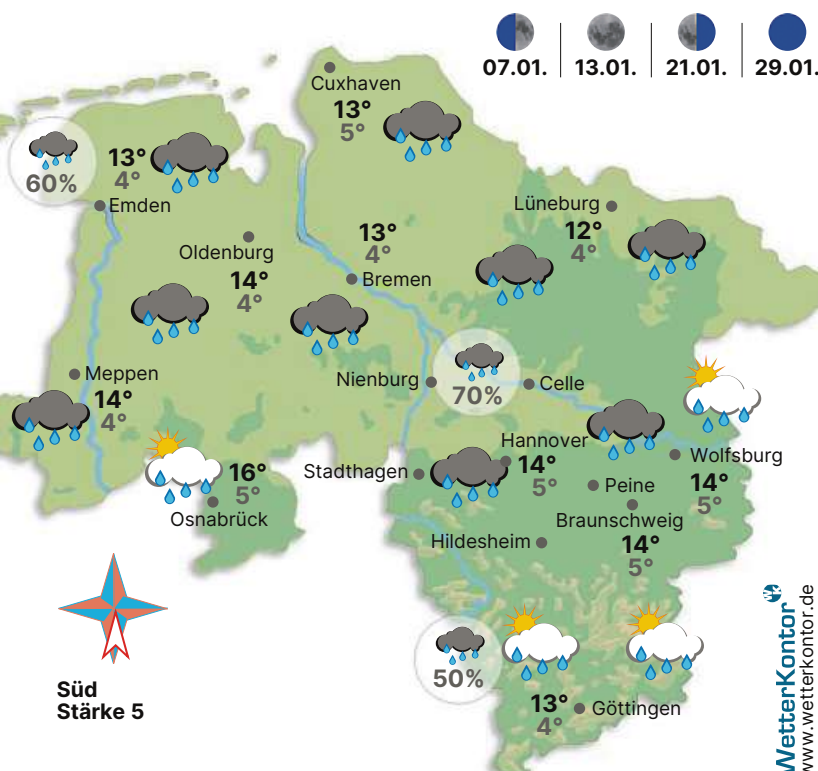 07.01.
13.01.
21.01.
29.01.
Cuxhaven
13°
5°
60%
13°
4°
Emden
Lüneburg
12°
4°
Oldenburg
14°
4°
13°
4°
Bremen
Meppen
14°
4°
Nienburg
70%
Celle
16°
5°
Osnabrück
Stadthagen
Hannover
14°
5°
Wolfsburg
14°
5°
Peine
Braunschweig
14°
5°
Hildesheim
50%
13°
4°
Göttingen
Süd
Stärke 5
WetterKontor
www.wetterkontor.de